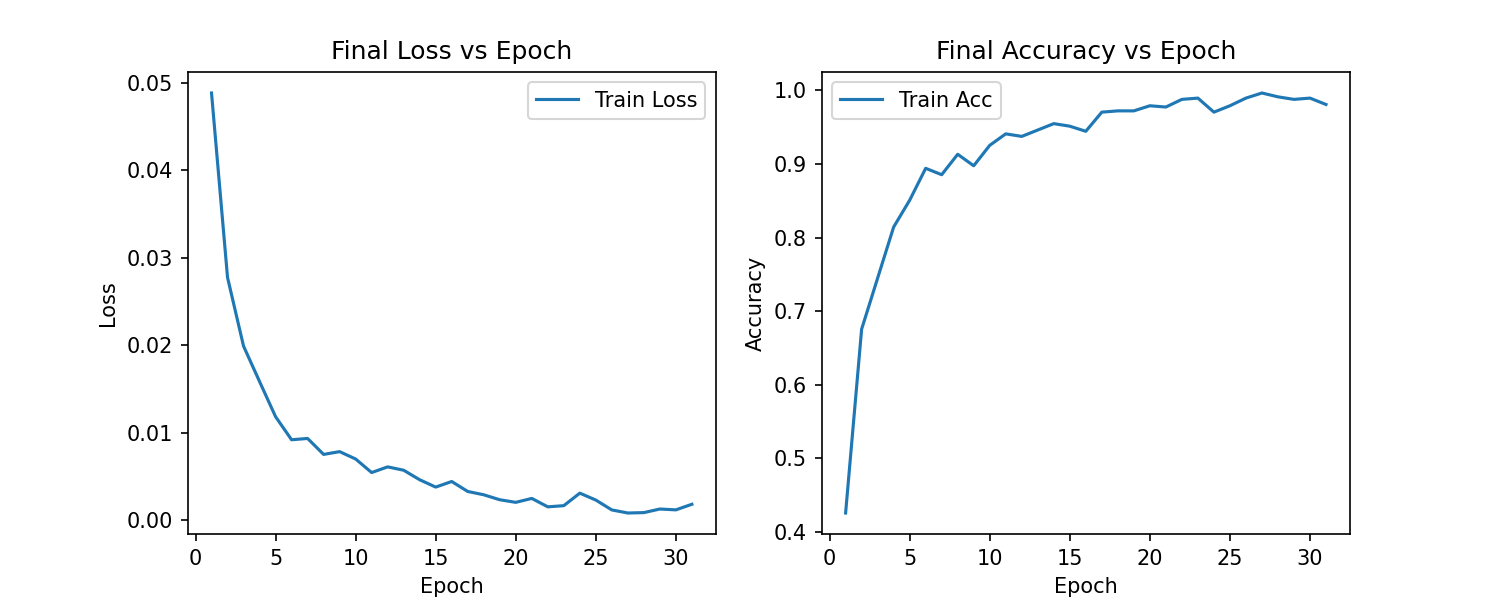 Final Loss vs Epoch
Train Loss
0.05
0.04
0.03
0.02
0.01
0.00
Loss
0 5 10 15 20 25 30
Epoch
Final Accuracy vs Epoch
Train Acc
1.0
0.9
0.8
0.7
0.6
0.5
0.4
Accuracy
0 5 10 15 20 25 30
Epoch